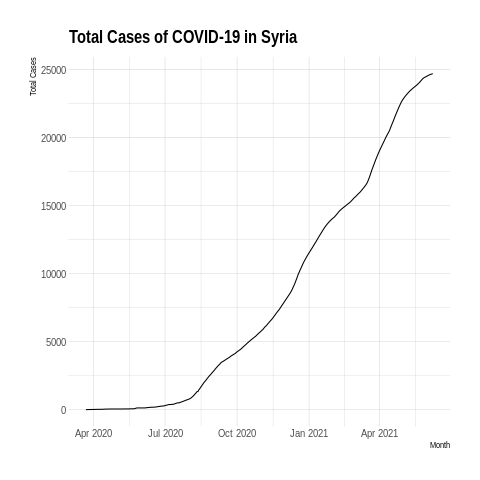 Total Cases of COVID-19 in Syria
Total Cases
25000
20000
15000
10000
5000
0
Apr 2020 Jul 2020 Oct 2020 Jan 2021 Apr 2021
Month